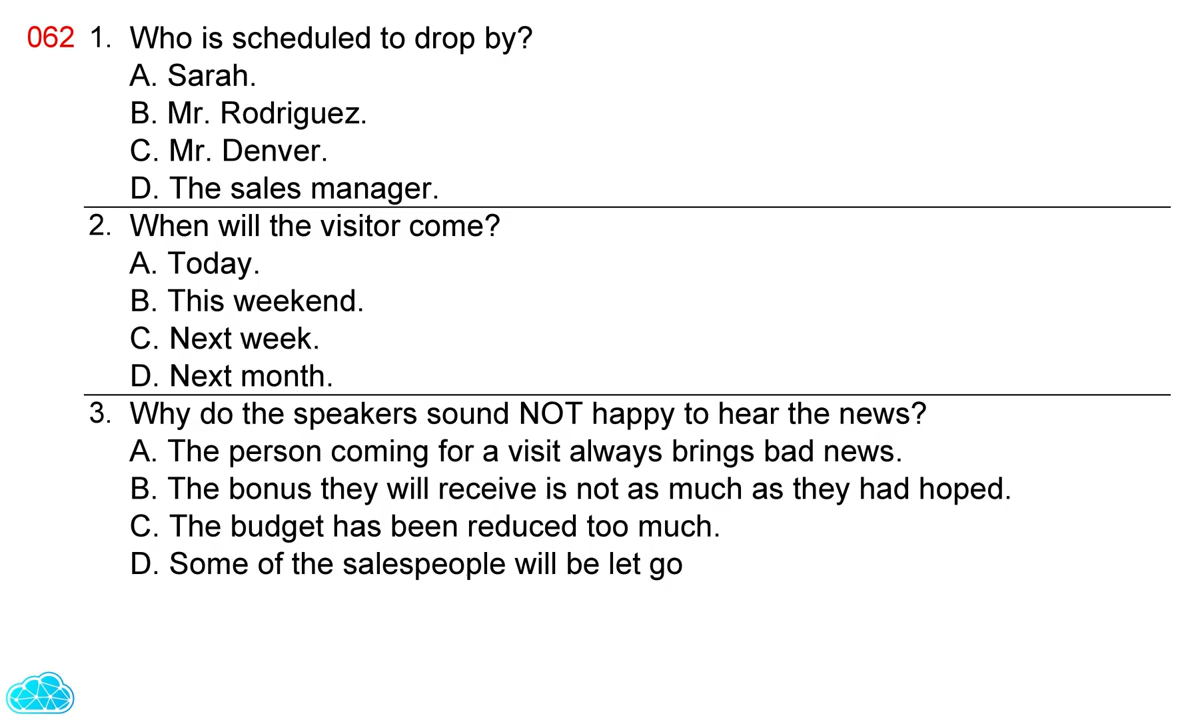 062 1. Who is scheduled to drop by?
A. Sarah.
B. Mr. Rodriguez.
C. Mr. Denver.
D. The sales manager.
2. When will the visitor come?
A. Today.
B. This weekend.
C. Next week.
D. Next month.
3. Why do the speakers sound NOT happy to hear the news?
A. The person coming for a visit always brings bad news.
B. The bonus they will receive is not as much as they had hoped.
C. The budget has been reduced too much.
D. Some of the salespeople will be let go